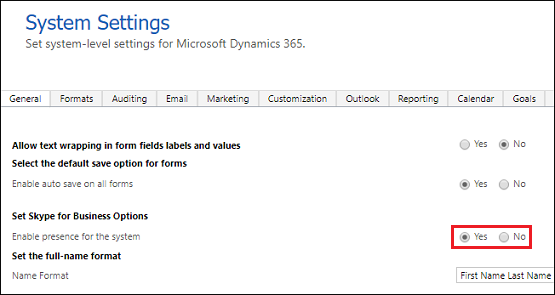 System Settings
Set system-level settings for Microsoft Dynamics 365.
General Formats Auditing Email Marketing Customization Outlook Reporting Calendar Goals
Allow text wrapping in form fields labels and values Yes No
Select the default save option for forms
Enable auto save on all forms Yes No
Set Skype for Business Options
Enable presence for the system Yes No
Set the full-name format
Name Format First Name Last Name